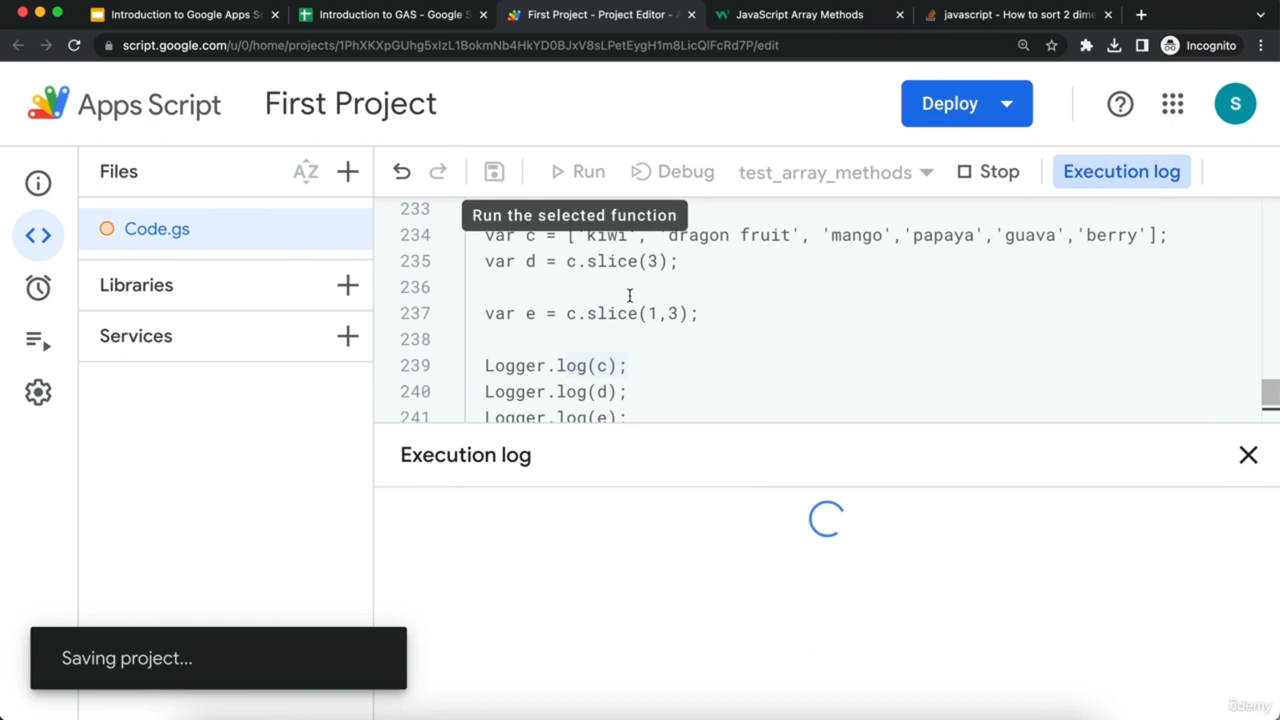 Introduction to Google Apps Sc
Introduction to GAS - Google S
First Project - Project Editor - A
JavaScript Array Methods
javascript - How to sort 2 dime
script.google.com/u/0/home/projects/1PhXKXpGUhg5xIzL1BokmNb4HkYD0BJxV8sLPetEygH1m8LicQlFcRd7P/edit
Incognito
Apps Script
First Project
Deploy
S
Files
AZ
Run
Debug
test_array_methods
Stop
Execution log
Code.gs
Libraries
Services
Run the selected function
233
234 var c = ['kiwi', 'dragon fruit', 'mango','papaya','guava','berry'];
235 var d = c.slice(3);
236
237 var e = c.slice(1,3);
238
239 Logger.log(c);
240 Logger.log(d);
241 Logger.log(e);
Execution log
Saving project...
ûdemy